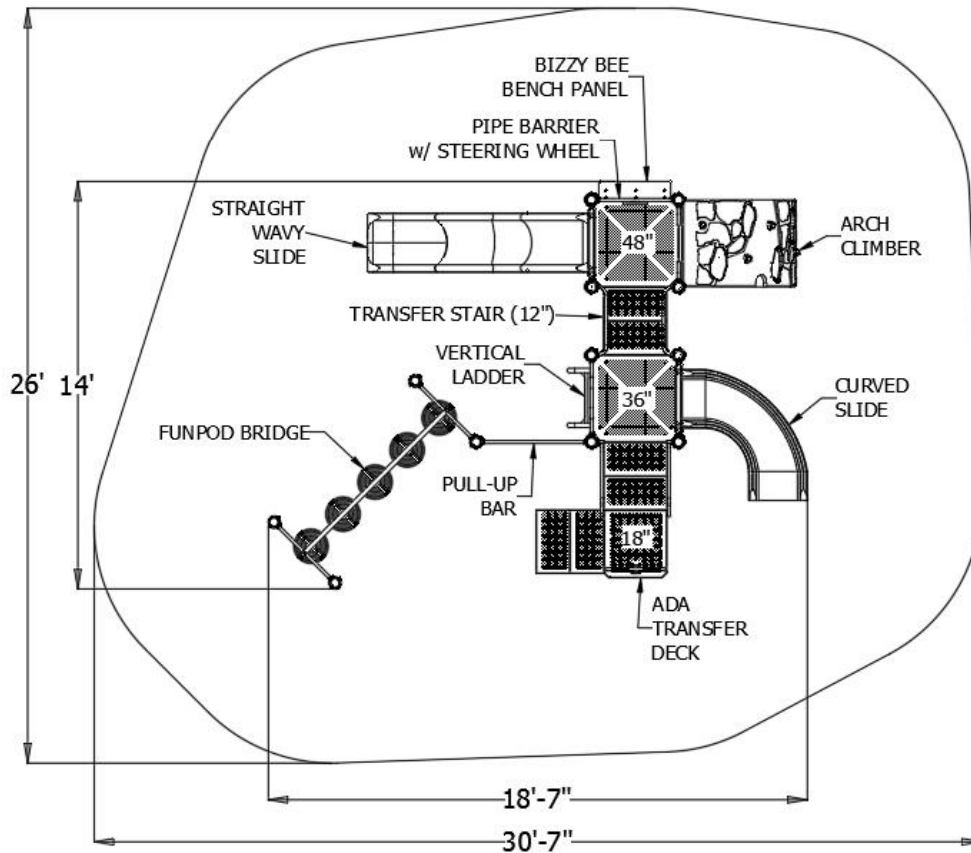 BIZZY BEE
BENCH PANEL
PIPE BARRIER
w/ STEERING WHEEL
STRAIGHT
WAVY
SLIDE
48"
ARCH
CLIMBER
TRANSFER STAIR (12")
VERTICAL
LADDER
26'
14'
36"
CURVED
SLIDE
FUNPOD BRIDGE
PULL-UP
BAR
18"
ADA
TRANSFER
DECK
18'-7"
30'-7"